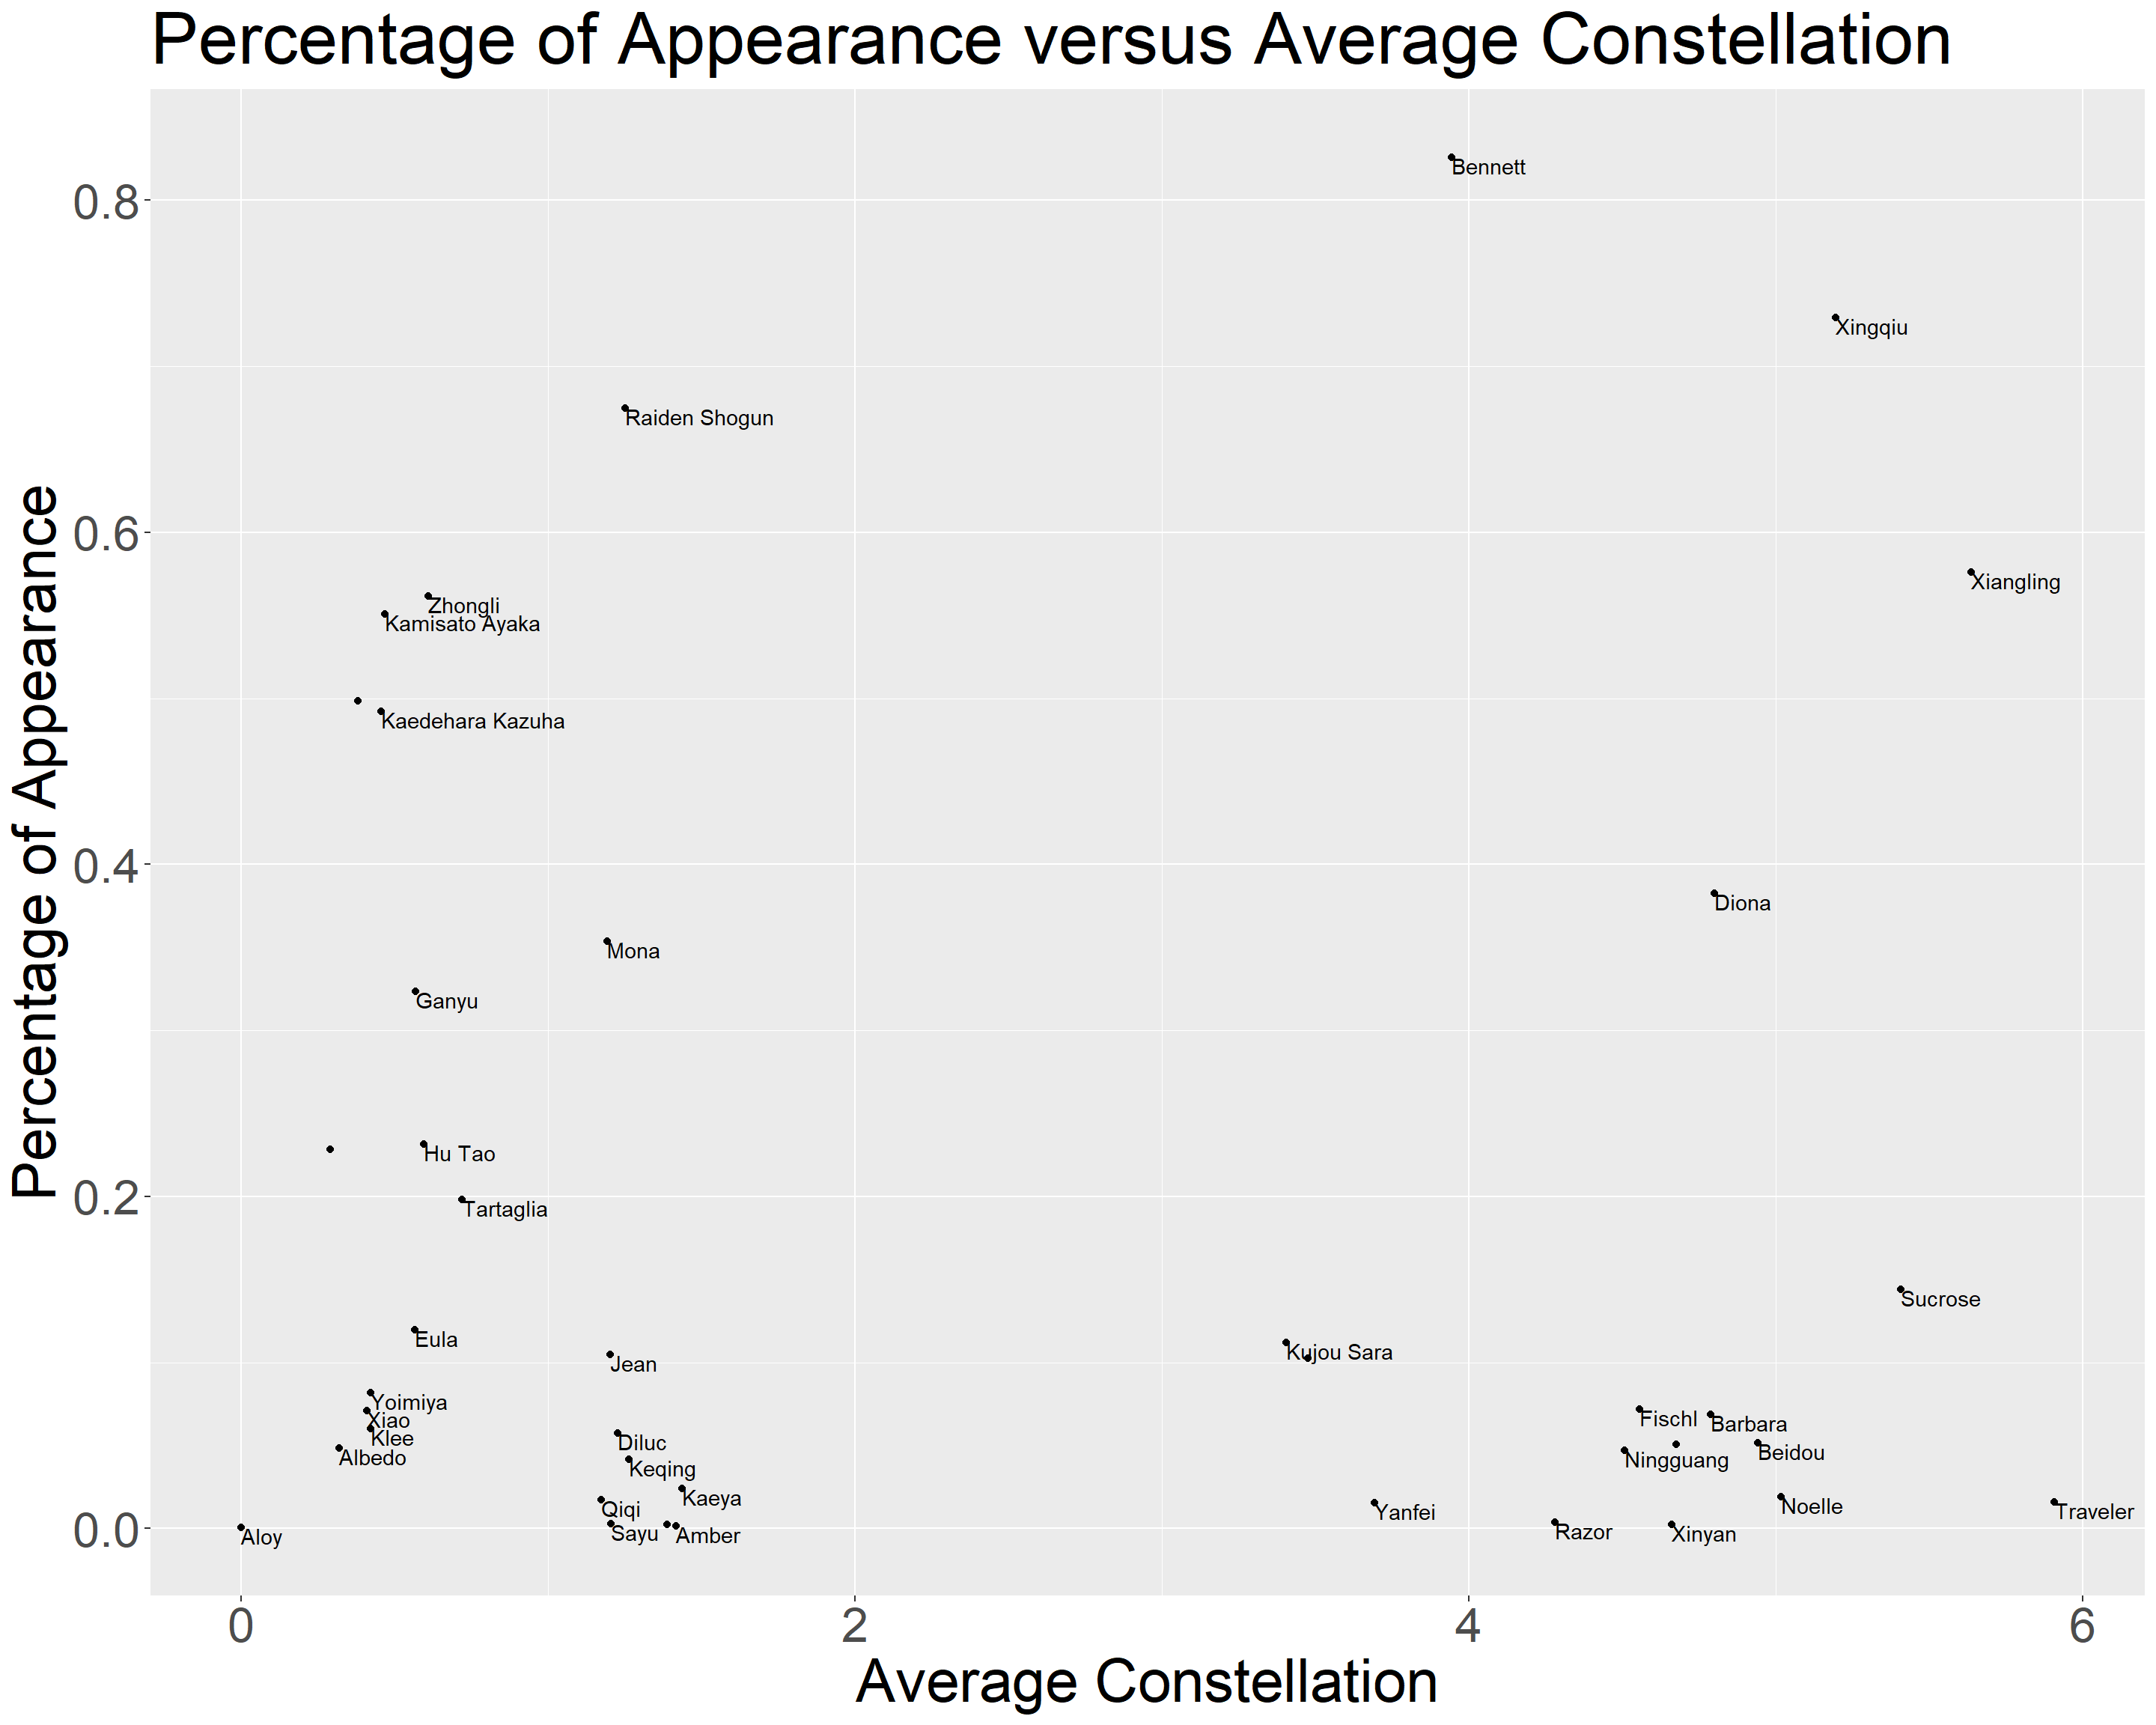 Percentage of Appearance versus Average Constellation
Percentage of Appearance
0.8
0.6
0.4
0.2
0.0
Bennett
Xingqiu
Raiden Shogun
Xiangling
Zhongli
Kamisato Ayaka
Kaedehara Kazuha
Diona
Mona
Ganyu
Hu Tao
Tartaglia
Sucrose
Eula
Kujou Sara
Jean
Yoimiya
Xiao
Fischl
Barbara
Klee
Diluc
Beidou
Albedo
Ningguang
Keqing
Kaeya
Noelle
Qiqi
Yanfei
Traveler
Razor
Sayu
Xinyan
Amber
Aloy
0
2
4
6
Average Constellation